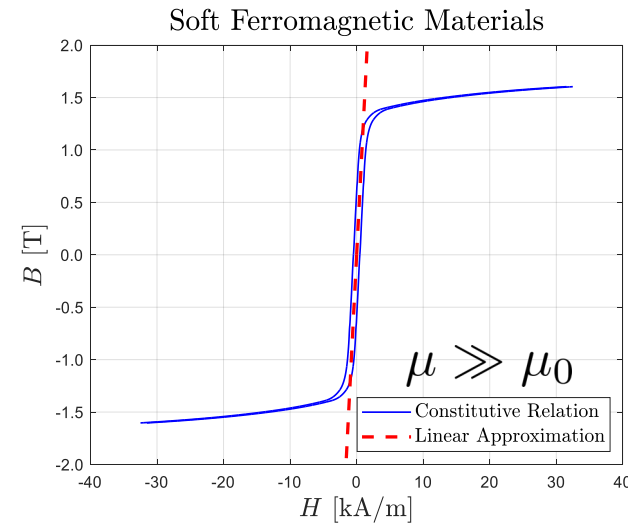 Soft Ferromagnetic Materials
2.0
1.5
1.0
0.5
0.0
-0.5
-1.0
-1.5
-2.0
B [T]
μ ≫ μ₀
Constitutive Relation
Linear Approximation
-40 -30 -20 -10 0 10 20 30 40
H [kA/m]